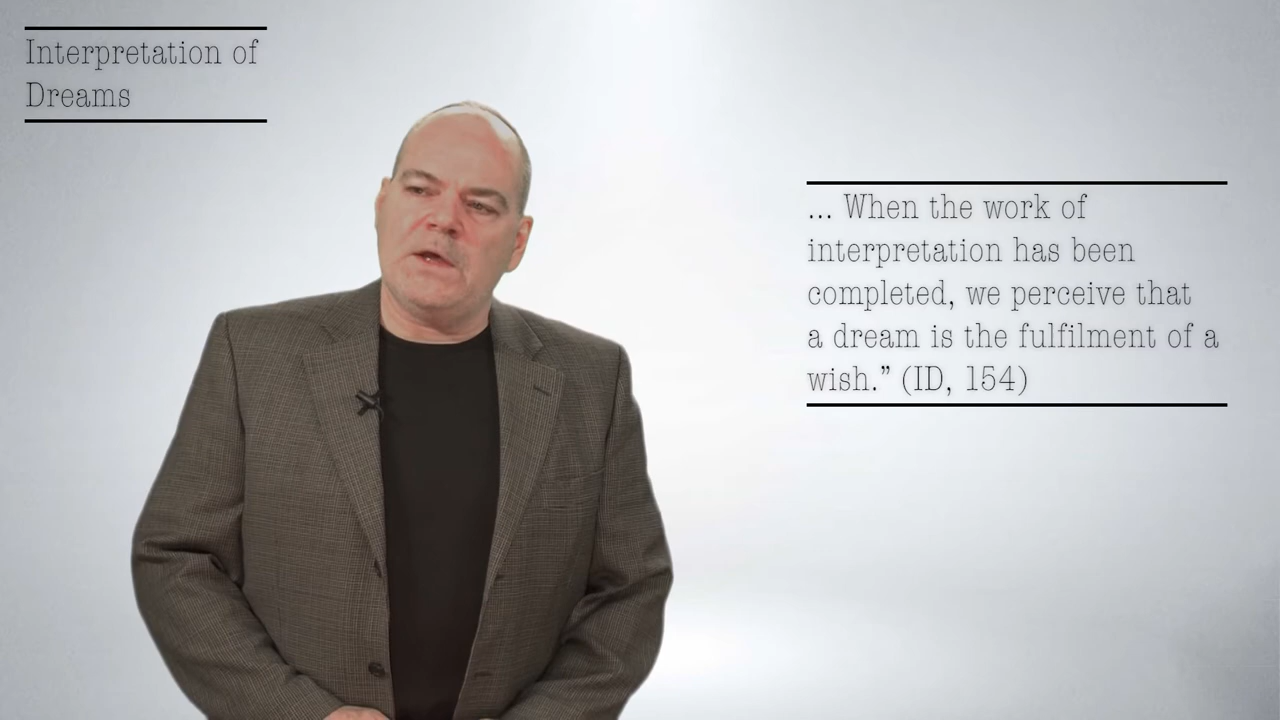 Interpretation of
Dreams
... When the work of
interpretation has been
completed, we perceive that
a dream is the fulfilment of a
wish.” (ID, 154)